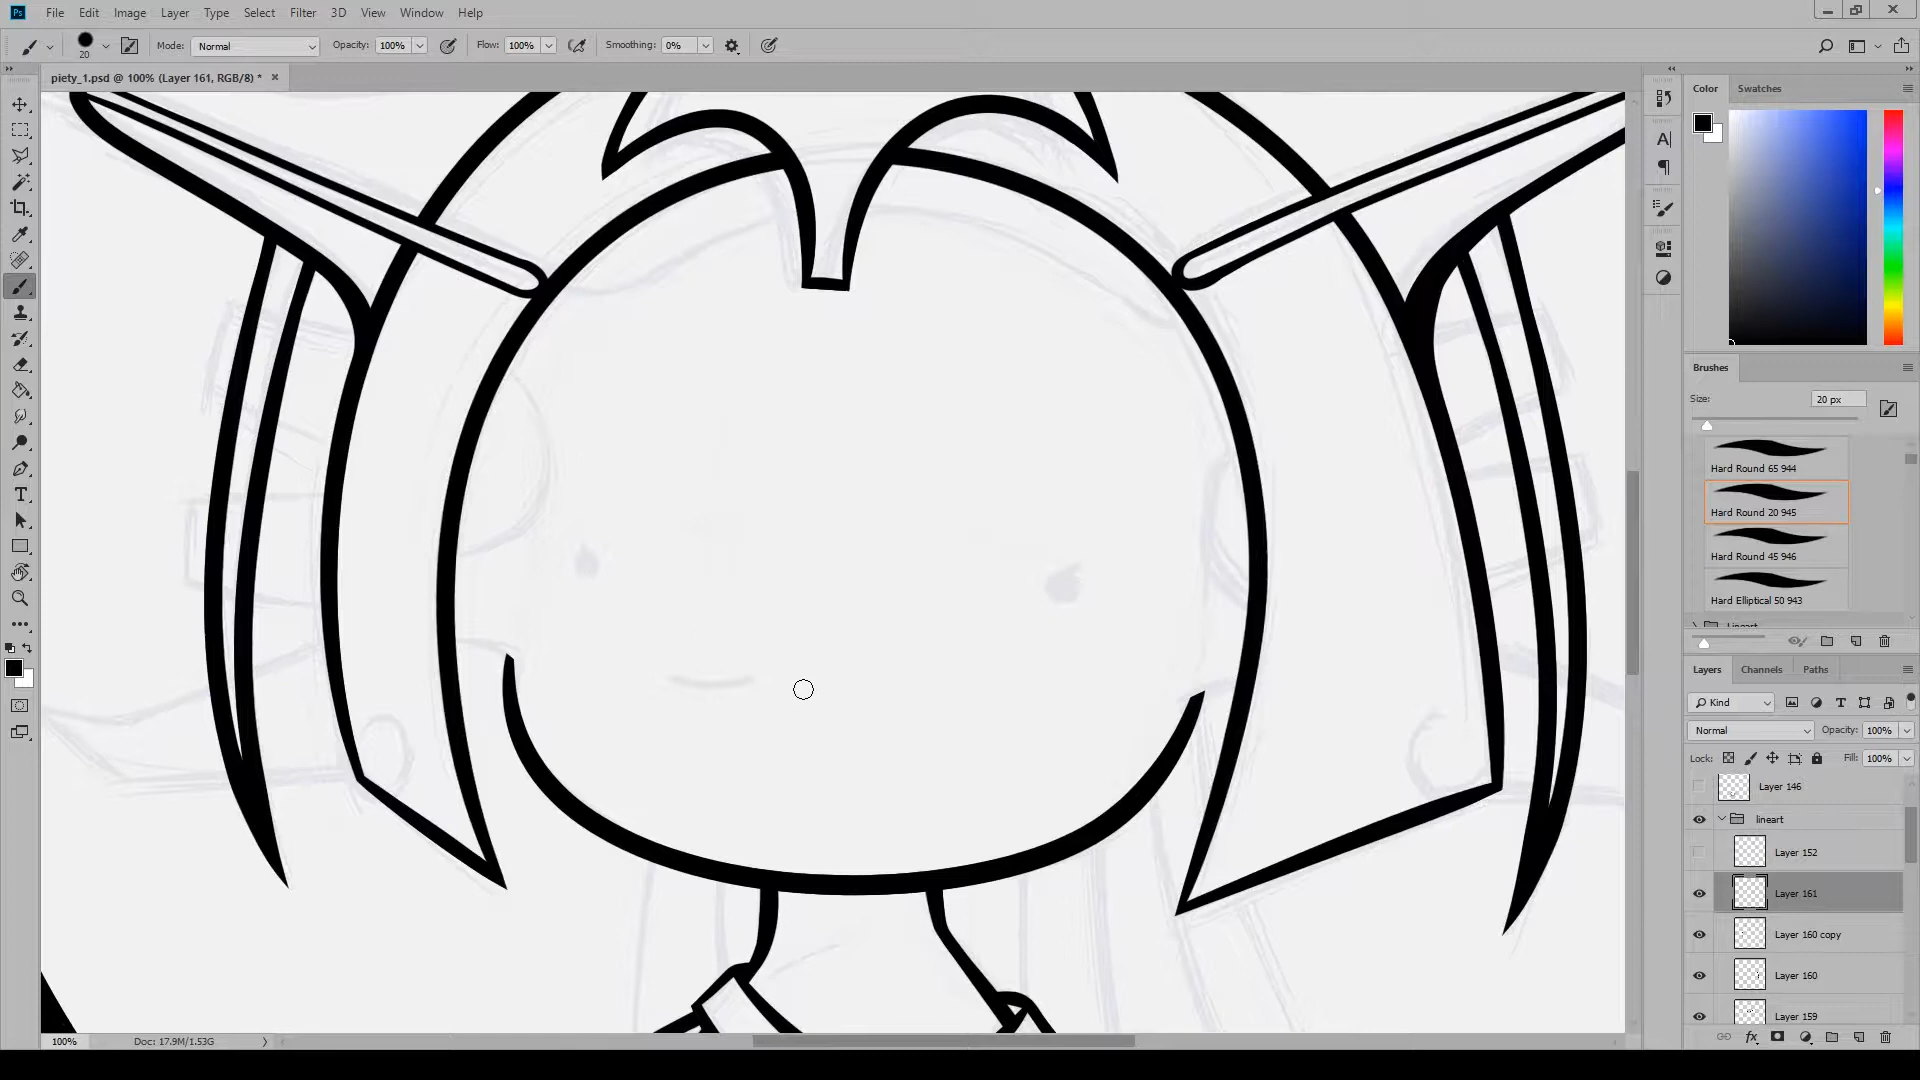 Ps File Edit Image Layer Type Select Filter 3D View Window Help
20 Mode: Normal Opacity: 100% Flow: 100% Smoothing: 0%
piety_1.psd @ 100% (Layer 161, RGB/8) *
Color Swatches
Brushes
Size: 20 px
Hard Round 65 944
Hard Round 20 945
Hard Round 45 946
Hard Elliptical 50 943
Lineart
Layers Channels Paths
Kind
Normal Opacity: 100%
Lock: Fill: 100%
Layer 146
lineart
Layer 152
Layer 161
Layer 160 copy
Layer 160
Layer 159
100% Doc: 17.9M/1.53G